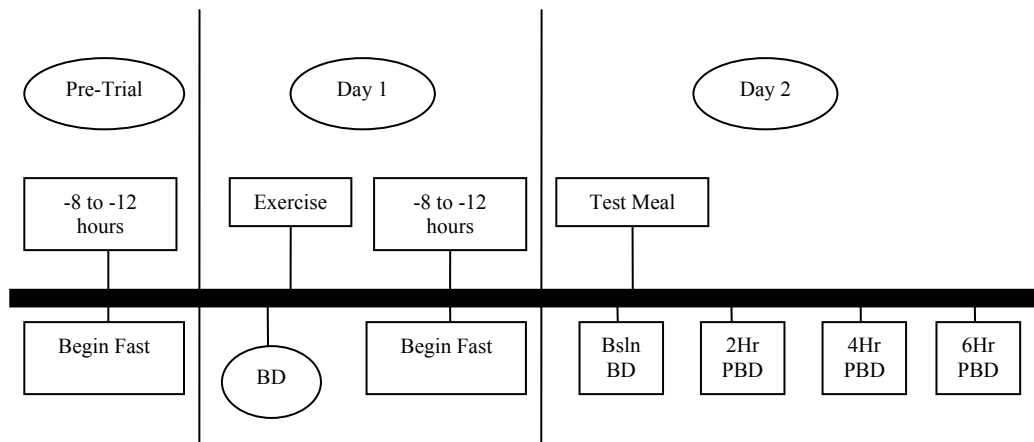 Pre-Trial
Day 1
Day 2
-8 to -12
hours
Exercise
-8 to -12
hours
Test Meal
Begin Fast
BD
Begin Fast
Bsln
BD
2Hr
PBD
4Hr
PBD
6Hr
PBD